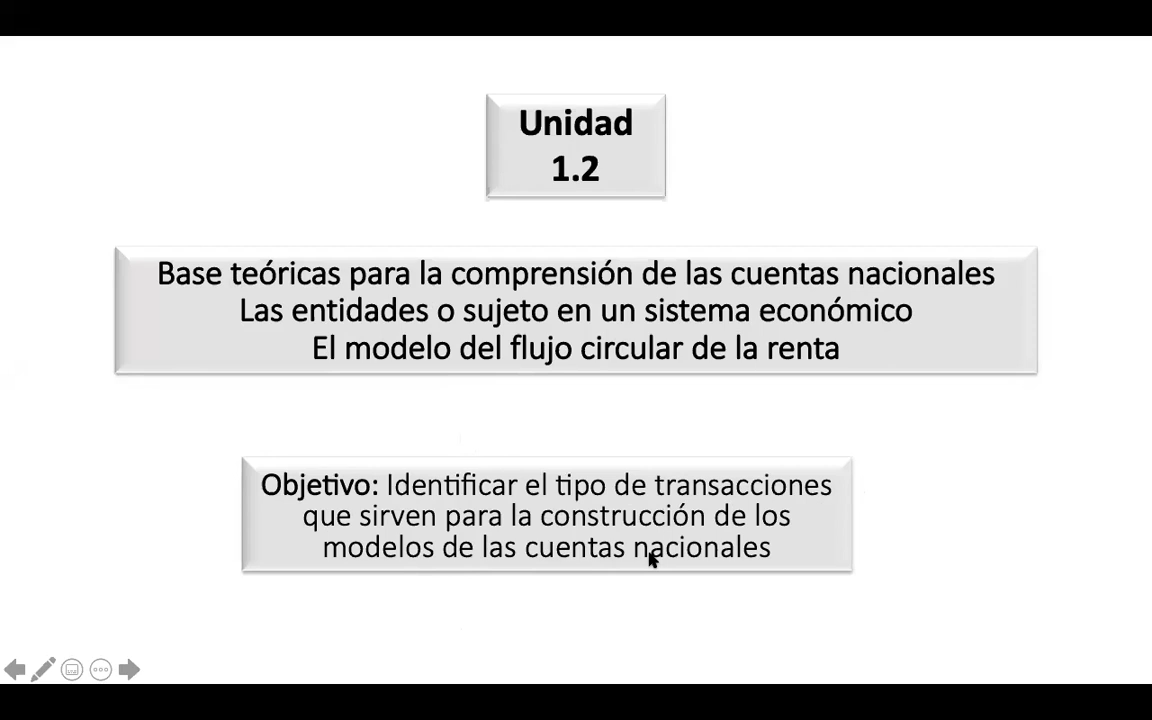 Unidad
1.2
Base teóricas para la comprensión de las cuentas nacionales
Las entidades o sujeto en un sistema económico
El modelo del flujo circular de la renta
Objetivo: Identificar el tipo de transacciones
que sirven para la construcción de los
modelos de las cuentas nacionales